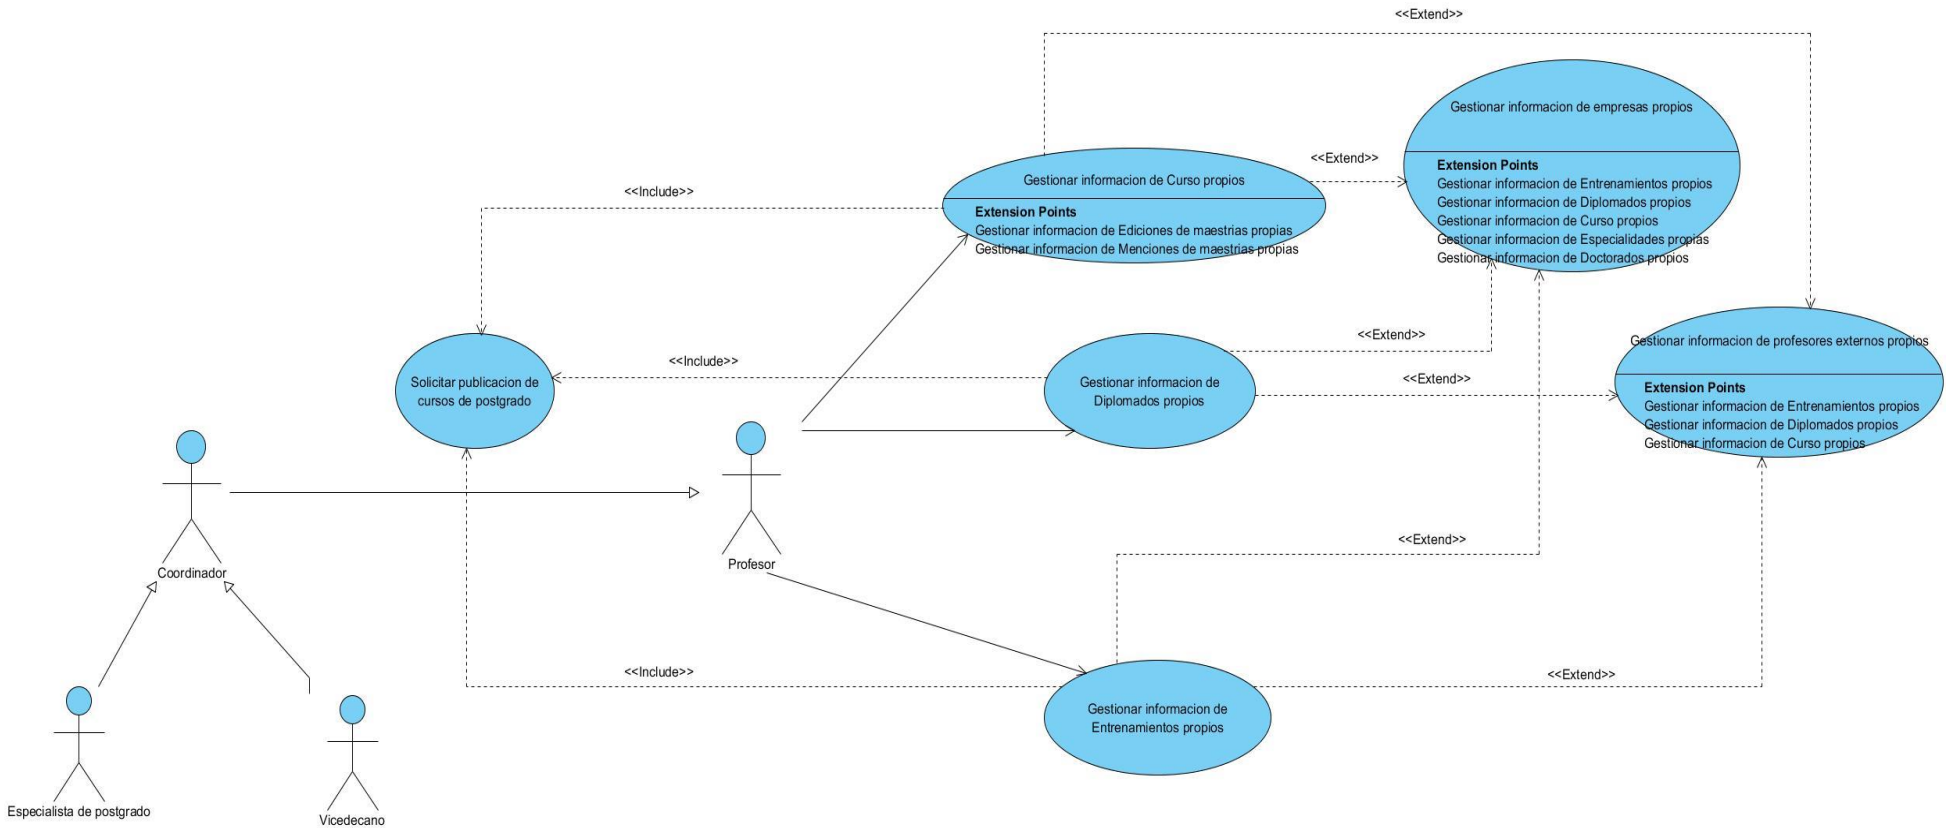 <<Extend>>
Gestionar informacion de empresas propios
Extension Points
Gestionar informacion de Entrenamientos propios
Gestionar informacion de Diplomados propios
Gestionar informacion de Curso propios
Gestionar informacion de Especialidades propias
Gestionar informacion de Doctorados propios
<<Extend>>
Gestionar informacion de Curso propios
Extension Points
Gestionar informacion de Ediciones de maestrias propias
Gestionar informacion de Menciones de maestrias propias
<<Include>>
<<Extend>>
Gestionar informacion de profesores externos propios
Extension Points
Gestionar informacion de Entrenamientos propios
Gestionar informacion de Diplomados propios
Gestionar informacion de Curso propios
<<Include>>
<<Extend>>
Solicitar publicacion de
cursos de postgrado
Gestionar informacion de
Diplomados propios
<<Extend>>
Profesor
Coordinador
<<Include>>
<<Extend>>
Gestionar informacion de
Entrenamientos propios
Especialista de postgrado
Vicedecano